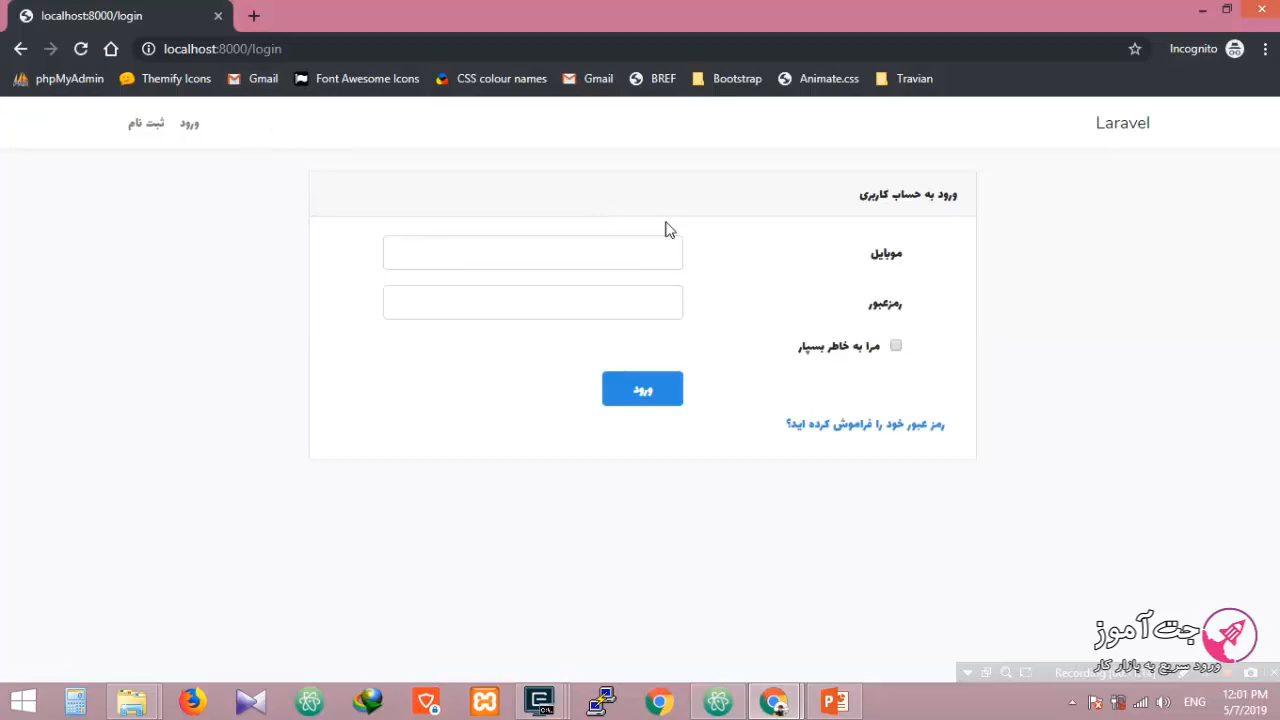 localhost:8000/login
localhost:8000/login
Incognito
phpMyAdmin
Themify Icons
Gmail
Font Awesome Icons
CSS colour names
Gmail
BREF
Bootstrap
Animate.css
Travian
Laravel
ورود
ثبت نام
ورود به حساب کاربری
موبایل
رمزعبور
مرا به خاطر بسپار
ورود
رمز عبور خود را فراموش کرده اید؟
جت آموز
ورود سریع به بازار کار
ENG
12:01 PM
5/7/2019